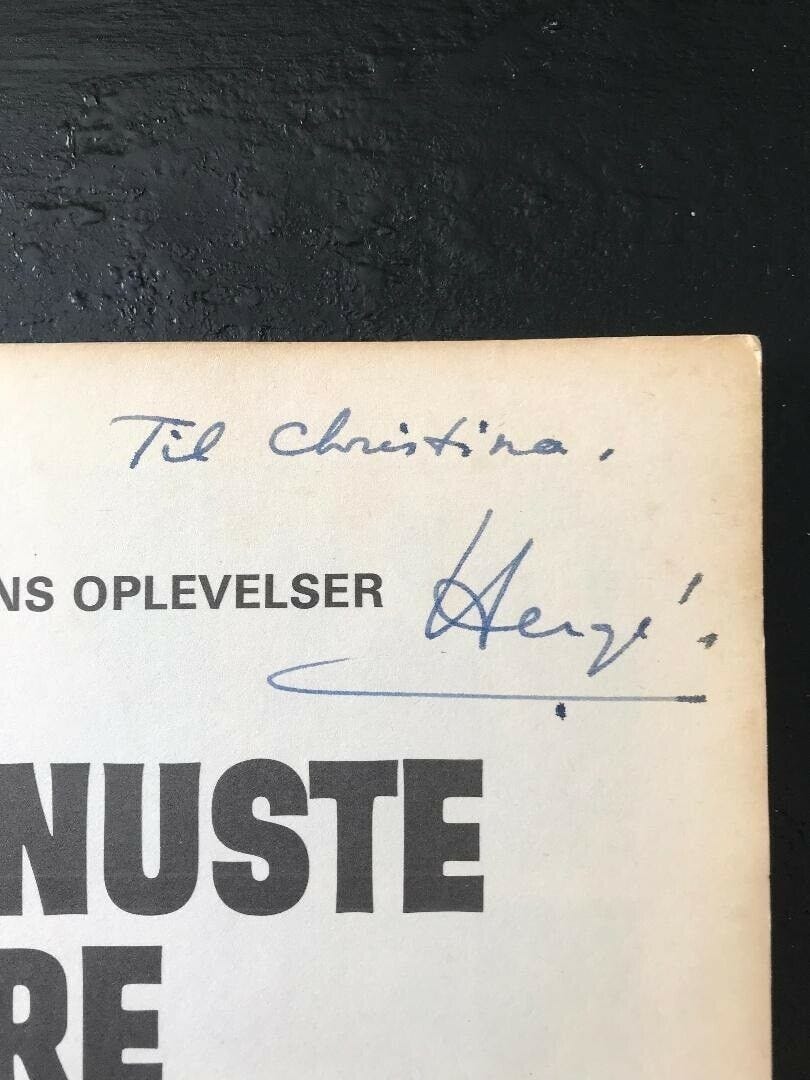 Til Christina.
NS OPLEVELSER
Hergé.
NUSTE
RE